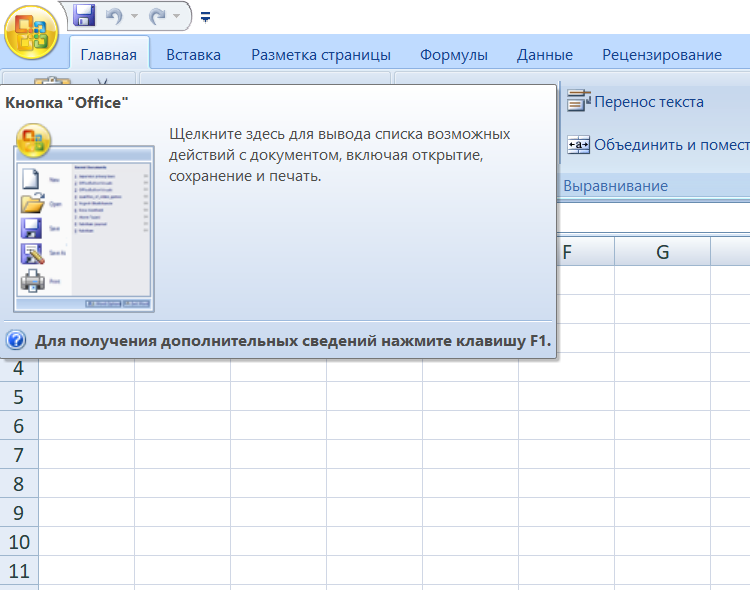 Главная Вставка Разметка страницы Формулы Данные Рецензирование
Перенос текста
Объединить и помест
Выравнивание
Кнопка "Office"
Щелкните здесь для вывода списка возможных
действий с документом, включая открытие,
сохранение и печать.
New
Open
Save
Save As
Print
Для получения дополнительных сведений нажмите клавишу F1.
F G
4
5
6
7
8
9
10
11